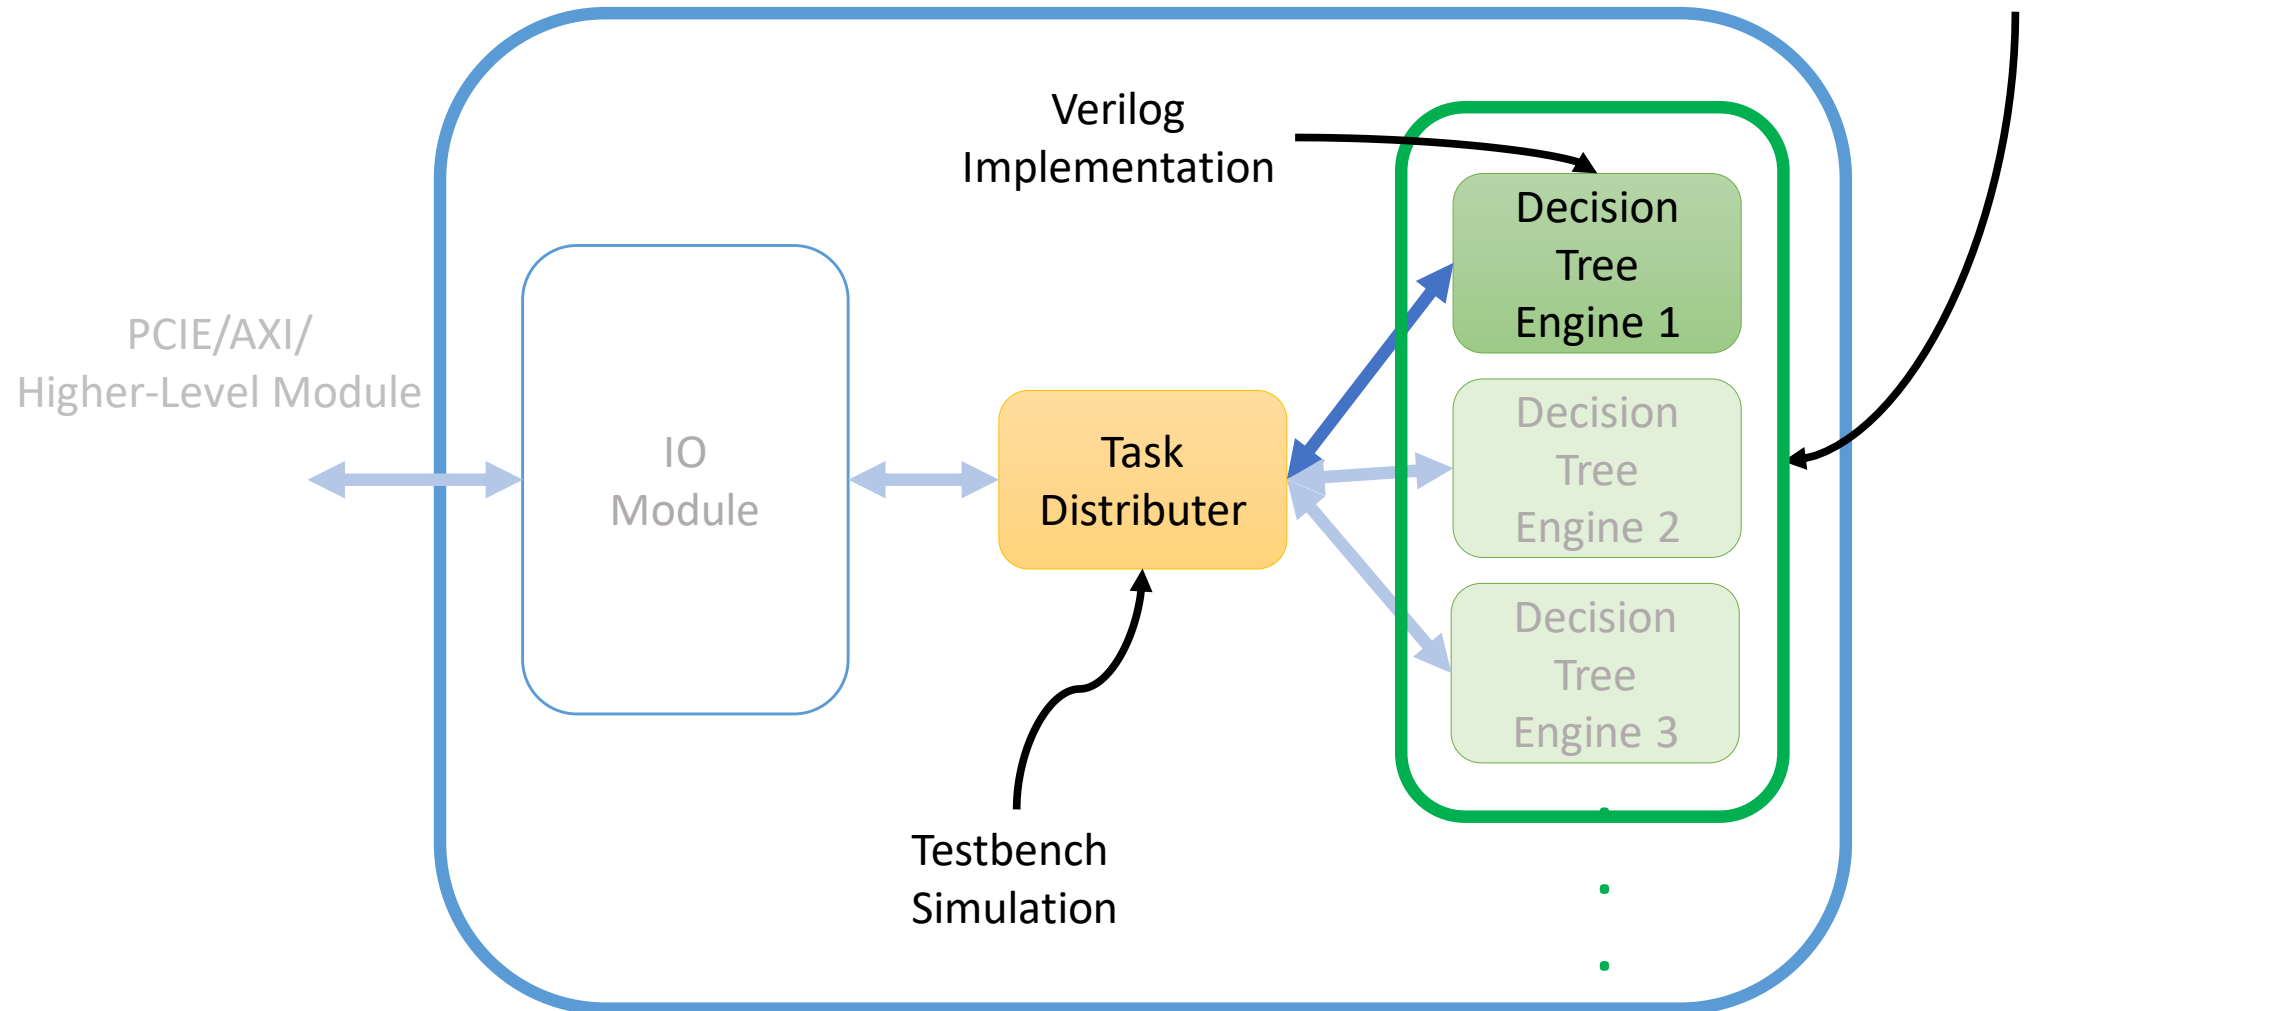 Verilog
Implementation
Decision
Tree
Engine 1
PCIE/AXI/
Higher-Level Module
IO
Module
Task
Distributer
Decision
Tree
Engine 2
Decision
Tree
Engine 3
Testbench
Simulation